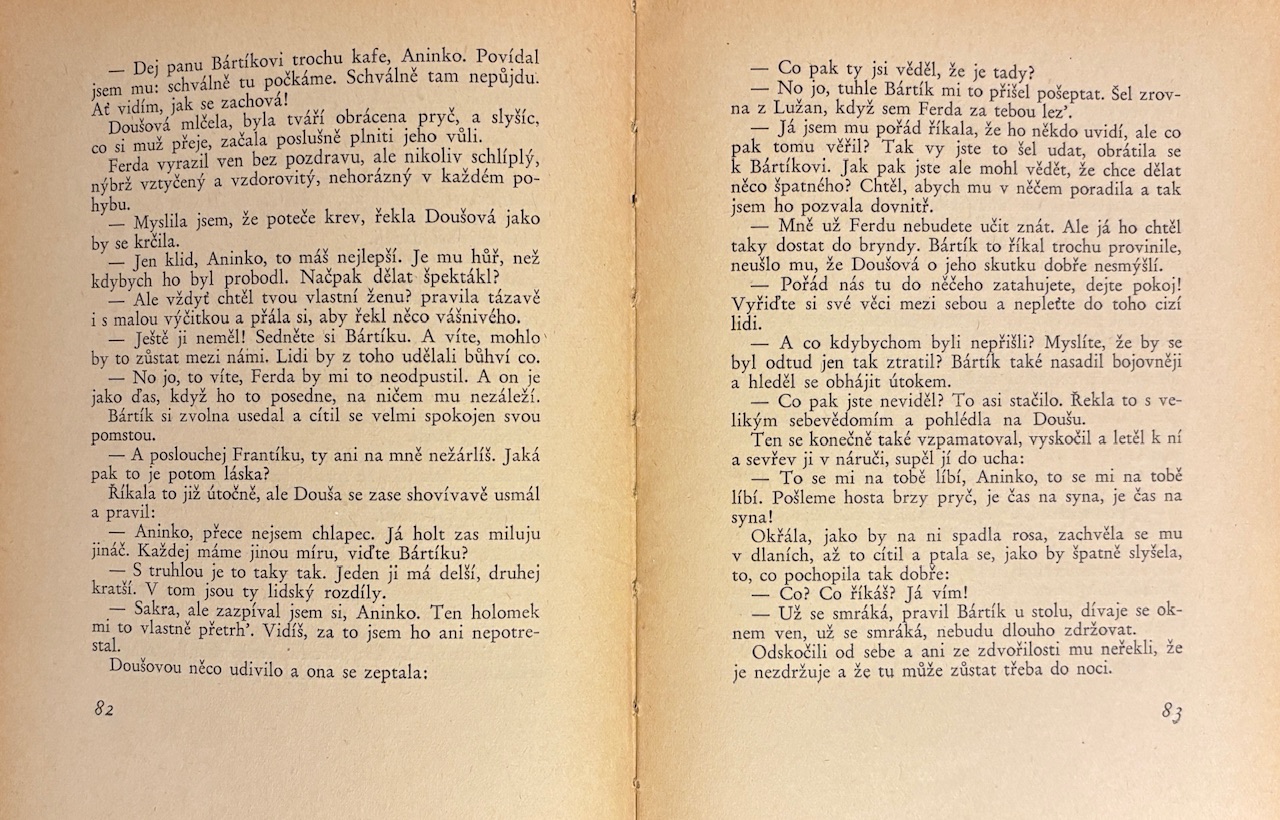 — Dej panu Bártíkovi trochu kafe, Aninko. Povídal
jsem mu: schválně tu počkáme. Schválně tam nepůjdu.
Ať vidím, jak se zachová!
Doušová mlčela, byla tváří obrácena pryč, a slyšíc,
co si muž přeje, začala poslušně plniti jeho vůli.
Ferda vyrazil ven bez pozdravu, ale nikoliv schlíplý,
nýbrž vztyčený a vzdorovitý, nehorázný v každém po-
hybu.
— Myslila jsem, že poteče krev, řekla Doušová jako
by se krčila.
— Jen klid, Aninko, to máš nejlepší. Je mu hůř, než
kdybych ho byl probodl. Načpak dělat špektákl?
— Ale vždyť chtěl tvou vlastní ženu? pravila tázavě
i s malou výčitkou a přála si, aby řekl něco vášnivého.
— Ještě ji neměl! Sedněte si Bártíku. A víte, mohlo
by to zůstat mezi námi. Lidi by z toho udělali bůhví co.
— No jo, to víte, Ferda by mi to neodpustil. A on je
jako ďas, když ho to posedne, na ničem mu nezáleží.
Bártík si zvolna usedal a cítil se velmi spokojen svou
pomstou.
— A poslouchej Frantíku, ty ani na mně nežárlíš. Jaká
pak to je potom láska?
Říkala to již útočně, ale Douša se zase shovívavě usmál
a pravil:
— Aninko, přece nejsem chlapec. Já holt zas miluju
jináč. Každej máme jinou míru, viďte Bártíku?
— S truhlou je to taky tak. Jeden ji má delší, druhej
kratší. V tom jsou ty lidský rozdíly.
— Sakra, ale zazpíval jsem si, Aninko. Ten holomek
mi to vlastně přetrh’. Vidíš, za to jsem ho ani nepotre-
stal.
Doušovou něco udivilo a ona se zeptala:
82
— Co pak ty jsi věděl, že je tady?
— No jo, tuhle Bártík mi to přišel pošeptat. Šel zrov-
na z Lužan, když sem Ferda za tebou lez’.
— Já jsem mu pořád říkala, že ho někdo uvidí, ale co
pak tomu věřil? Tak vy jste to šel udat, obrátila se
k Bártíkovi. Jak pak jste ale mohl vědět, že chce dělat
něco špatného? Chtěl, abych mu v něčem poradila a tak
jsem ho pozvala dovnitř.
— Mně už Ferdu nebudete učit znát. Ale já ho chtěl
taky dostat do bryndy. Bártík to říkal trochu provinile,
neušlo mu, že Doušová o jeho skutku dobře nesmýšlí.
— Pořád nás tu do něčeho zatahujete, dejte pokoj!
Vyřiďte si své věci mezi sebou a nepleťte do toho cizí
lidi.
— A co kdybychom byli nepřišli? Myslíte, že by se
byl odtud jen tak ztratil? Bártík také nasadil bojovněji
a hleděl se obhájit útokem.
— Co pak jste neviděl? To asi stačilo. Řekla to s ve-
likým sebevědomím a pohlédla na Doušu.
Ten se konečně také vzpamatoval, vyskočil a letěl k ní
a sevřev ji v náruči, supěl jí do ucha:
— To se mi na tobě líbí, Aninko, to se mi na tobě
líbí. Pošleme hosta brzy pryč, je čas na syna, je čas na
syna!
Okřála, jako by na ni spadla rosa, zachvěla se mu
v dlaních, až to cítil a ptala se, jako by špatně slyšela,
to, co pochopila tak dobře:
— Co? Co říkáš? Já vím!
— Už se smráká, pravil Bártík u stolu, dívaje se ok-
nem ven, už se smráká, nebudu dlouho zdržovat.
Odskočili od sebe a ani ze zdvořilosti mu neřekli, že
je nezdržuje a že tu může zůstat třeba do noci.
83